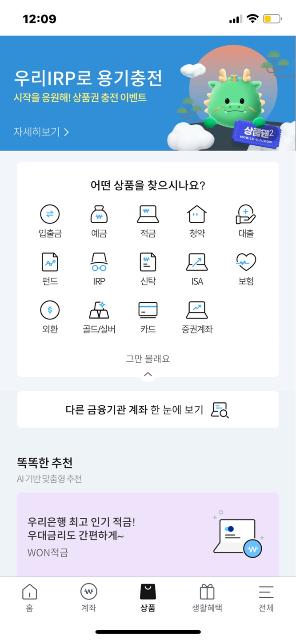 12:09
우리IRP로 용기충전
시작을 응원해! 상품권 충전 이벤트
자세히보기
상품권
어떤 상품을 찾으시나요?
입출금 예금 적금 청약 대출
펀드 IRP 신탁 ISA 보험
외환 골드/실버 카드 증권계좌
그만 볼래요
다른 금융기관 계좌 한 눈에 보기
똑똑한 추천
AI 기반 맞춤형 추천
우리은행 최고 인기 적금!
우대금리도 간편하게~
WON적금
홈 계좌 상품 생활혜택 전체